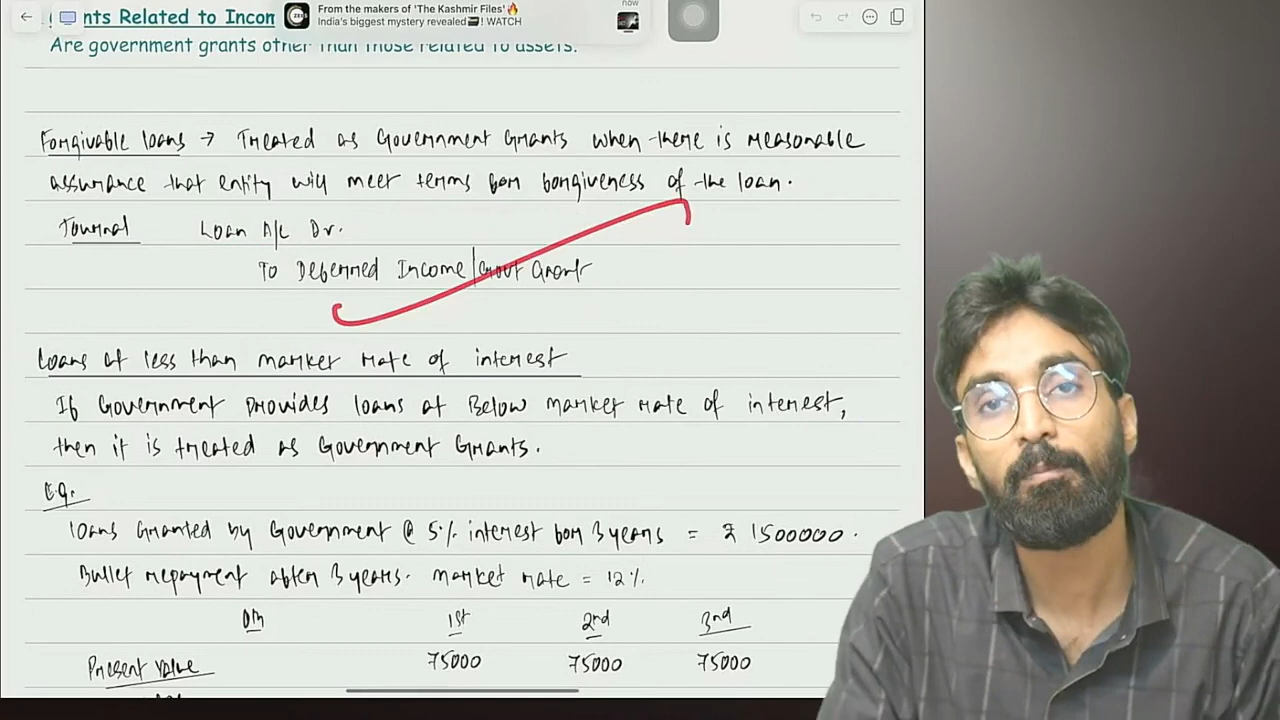 nts Related to Incom
From the makers of 'The Kashmir Files'🔥
India's biggest mystery revealed🎬! WATCH
now
Are government grants other than those related to assets.
Forgivable loans → Treated as Government Grants when there is reasonable
assurance that entity will meet terms for forgiveness of the loan.
Journal Loan A/c Dr.
To Deferred Income/Govt Grant
Loans at less than market rate of interest
If Government provides loans at Below market rate of interest,
then it is treated as Government Grants.
E.g.
loans Granted by Government @ 5% interest for 3 years = ₹ 1500000.
Bullet repayment after 3 years. market rate = 12%
0th 1st 2nd 3rd
Present value 75000 75000 75000